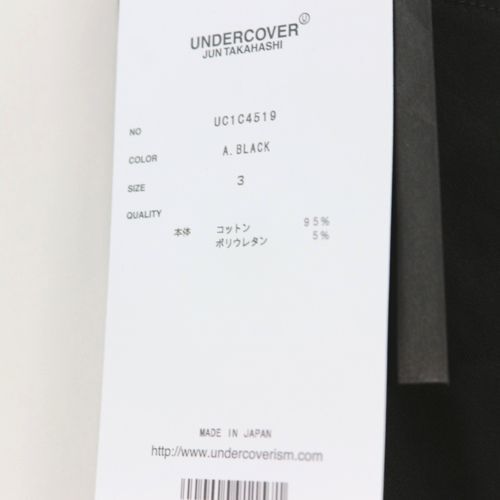 UNDERCOVER U
JUN TAKAHASHI
NO UC1C4519
COLOR A.BLACK
SIZE 3
QUALITY
本体 コットン 95%
ポリウレタン 5%
MADE IN JAPAN
http://www.undercoverism.com